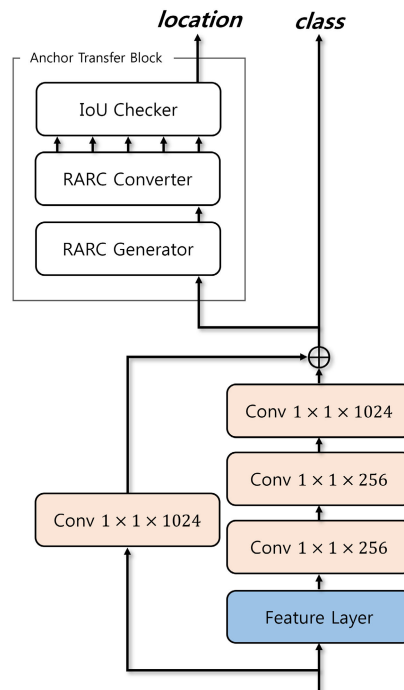 location
class
Anchor Transfer Block
IoU Checker
RARC Converter
RARC Generator
Conv 1 × 1 × 1024
Conv 1 × 1 × 256
Conv 1 × 1 × 1024
Conv 1 × 1 × 256
Feature Layer